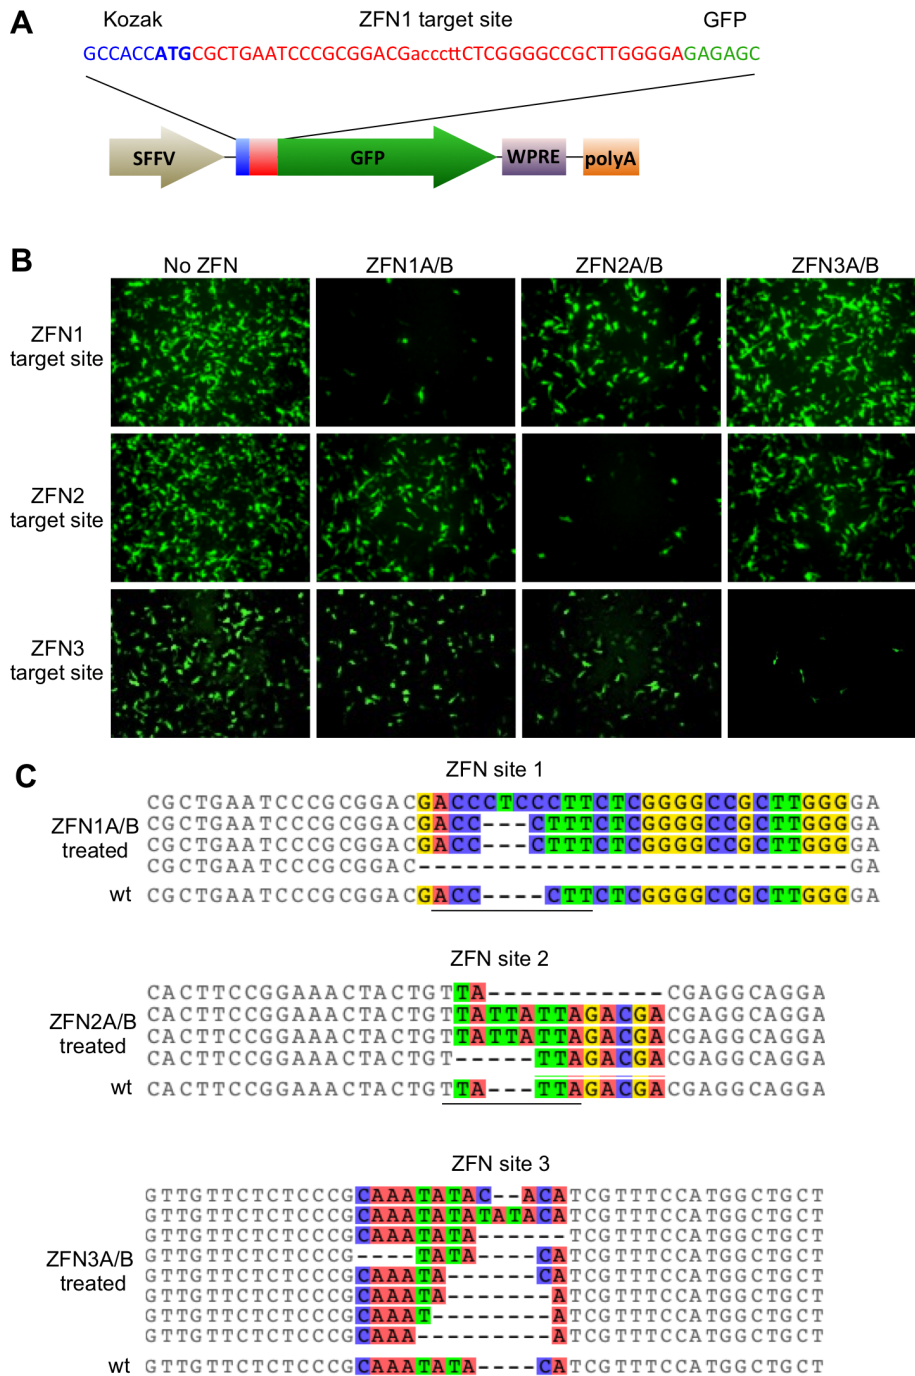 A
Kozak ZFN1 target site GFP
GCCACCATGCGCTGAATCCCGCGGACGacccttCTCGGGGCCGCTTGGGGAGAGAGC
SFFV GFP WPRE polyA
B
No ZFN ZFN1A/B ZFN2A/B ZFN3A/B
ZFN1
target site
ZFN2
target site
ZFN3
target site
C
ZFN site 1
ZFN1A/B
treated
CGCTGAATCCCGCGGACGACCCTCCCTTCTCGGGGCCGCTTGGGGA
CGCTGAATCCCGCGGACGACC---CTTTCTCGGGGCCGCTTGGGGA
CGCTGAATCCCGCGGACGACC---CTTTCTCGGGGCCGCTTGGGGA
CGCTGAATCCCGCGGAC---------------------------GA
wt CGCTGAATCCCGCGGACGACC----CTTCTCGGGGCCGCTTGGGGA
ZFN site 2
ZFN2A/B
treated
CACTTCCGGAAACTACTGTTA-----------CGAGGCAGGA
CACTTCCGGAAACTACTGTTATTATTAGACGACGAGGCAGGA
CACTTCCGGAAACTACTGTTATTATTAGACGACGAGGCAGGA
CACTTCCGGAAACTACTGT-----TTAGACGACGAGGCAGGA
wt CACTTCCGGAAACTACTGTTA---TTAGACGACGAGGCAGGA
ZFN site 3
ZFN3A/B
treated
GTTGTTCTCTCCCGCAAATATAC--ACATCGTTTCCATGGCTGCT
GTTGTTCTCTCCCGCAAATATATATACATCGTTTCCATGGCTGCT
GTTGTTCTCTCCCGCAAATATA------TCGTTTCCATGGCTGCT
GTTGTTCTCTCCCG----TATA----CATCGTTTCCATGGCTGCT
GTTGTTCTCTCCCGCAAATA------CATCGTTTCCATGGCTGCT
GTTGTTCTCTCCCGCAAATA-------ATCGTTTCCATGGCTGCT
GTTGTTCTCTCCCGCAAAT--------ATCGTTTCCATGGCTGCT
GTTGTTCTCTCCCGCAAA---------ATCGTTTCCATGGCTGCT
wt GTTGTTCTCTCCCGCAAATATA----CATCGTTTCCATGGCTGCT